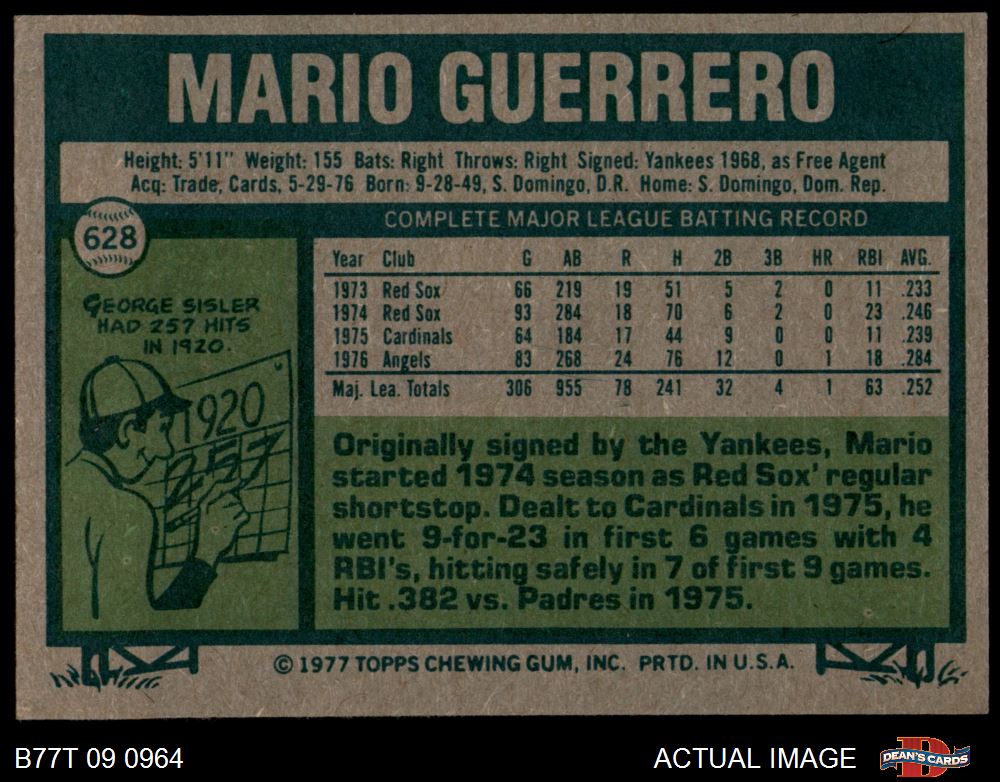 MARIO GUERRERO
Height: 5'11" Weight: 155 Bats: Right Throws: Right Signed: Yankees 1968, as Free Agent
Acq: Trade, Cards, 5-29-76 Born: 9-28-49, S. Domingo, D.R. Home: S. Domingo, Dom. Rep.
628
COMPLETE MAJOR LEAGUE BATTING RECORD
Year Club G AB R H 2B 3B HR RBI AVG.
1973 Red Sox 66 219 19 51 5 2 0 11 .233
1974 Red Sox 93 284 18 70 6 2 0 23 .246
1975 Cardinals 64 184 17 44 9 0 0 11 .239
1976 Angels 83 268 24 76 12 0 1 18 .284
Maj. Lea. Totals 306 955 78 241 32 4 1 63 .252
GEORGE SISLER
HAD 257 HITS
IN 1920.
1920
257
Originally signed by the Yankees, Mario
started 1974 season as Red Sox' regular
shortstop. Dealt to Cardinals in 1975, he
went 9-for-23 in first 6 games with 4
RBI's, hitting safely in 7 of first 9 games.
Hit .382 vs. Padres in 1975.
© 1977 TOPPS CHEWING GUM, INC. PRTD. IN U.S.A.
B77T 09 0964
ACTUAL IMAGE
D
DEAN'S CARDS